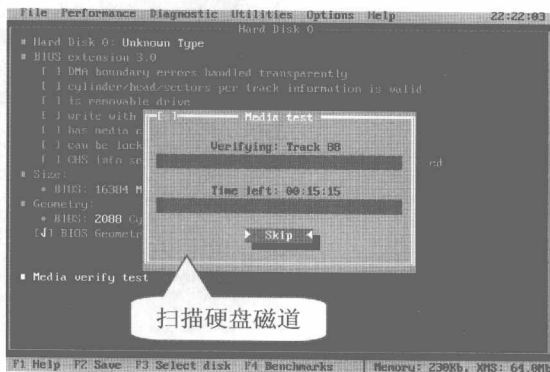 File Performance Diagnostic Utilities Options Help 22:22:03
Hard Disk 0
Hard Disk 0: Unknown Type
BIOS extension 3.0
[ ] DMA boundary errors handled transparently
[ ] cylinder/head/sectors per track information is valid
[ ] is removable drive
[ ] write with
[ ] Media test
[ ] has media c
[ ] can be lock
Verifying: Track 88
[ ] CHS info se
ed
Size:
BIOS: 16384 M
Time left: 00:15:15
Geometry:
BIOS: 2088 Cy
[√] BIOS Geometr
Skip
Media verify test
扫描硬盘磁道
F1 Help F2 Save F3 Select disk F4 Benchmarks Memory: 230Kb, XMS: 64.0M